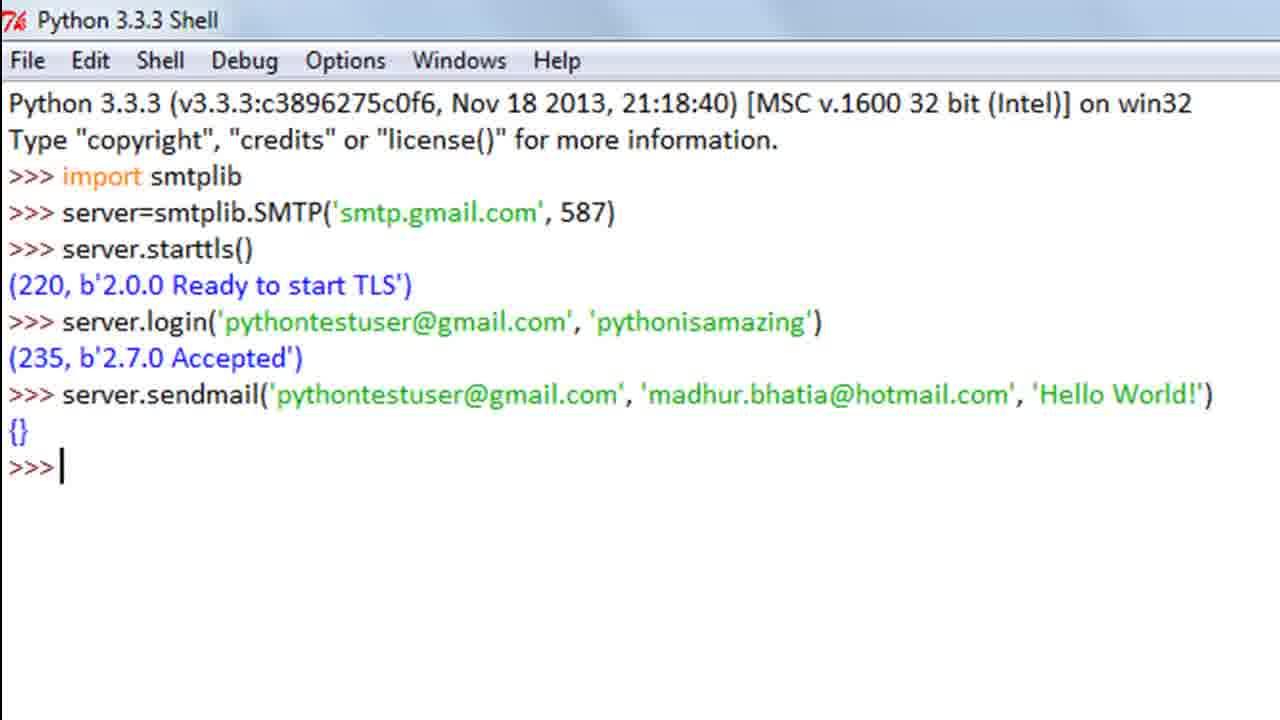 Python 3.3.3 Shell
File Edit Shell Debug Options Windows Help
Python 3.3.3 (v3.3.3:c3896275c0f6, Nov 18 2013, 21:18:40) [MSC v.1600 32 bit (Intel)] on win32
Type "copyright", "credits" or "license()" for more information.
>>> import smtplib
>>> server=smtplib.SMTP('smtp.gmail.com', 587)
>>> server.starttls()
(220, b'2.0.0 Ready to start TLS')
>>> server.login('pythontestuser@gmail.com', 'pythonisamazing')
(235, b'2.7.0 Accepted')
>>> server.sendmail('pythontestuser@gmail.com', 'madhur.bhatia@hotmail.com', 'Hello World!')
{}
>>>